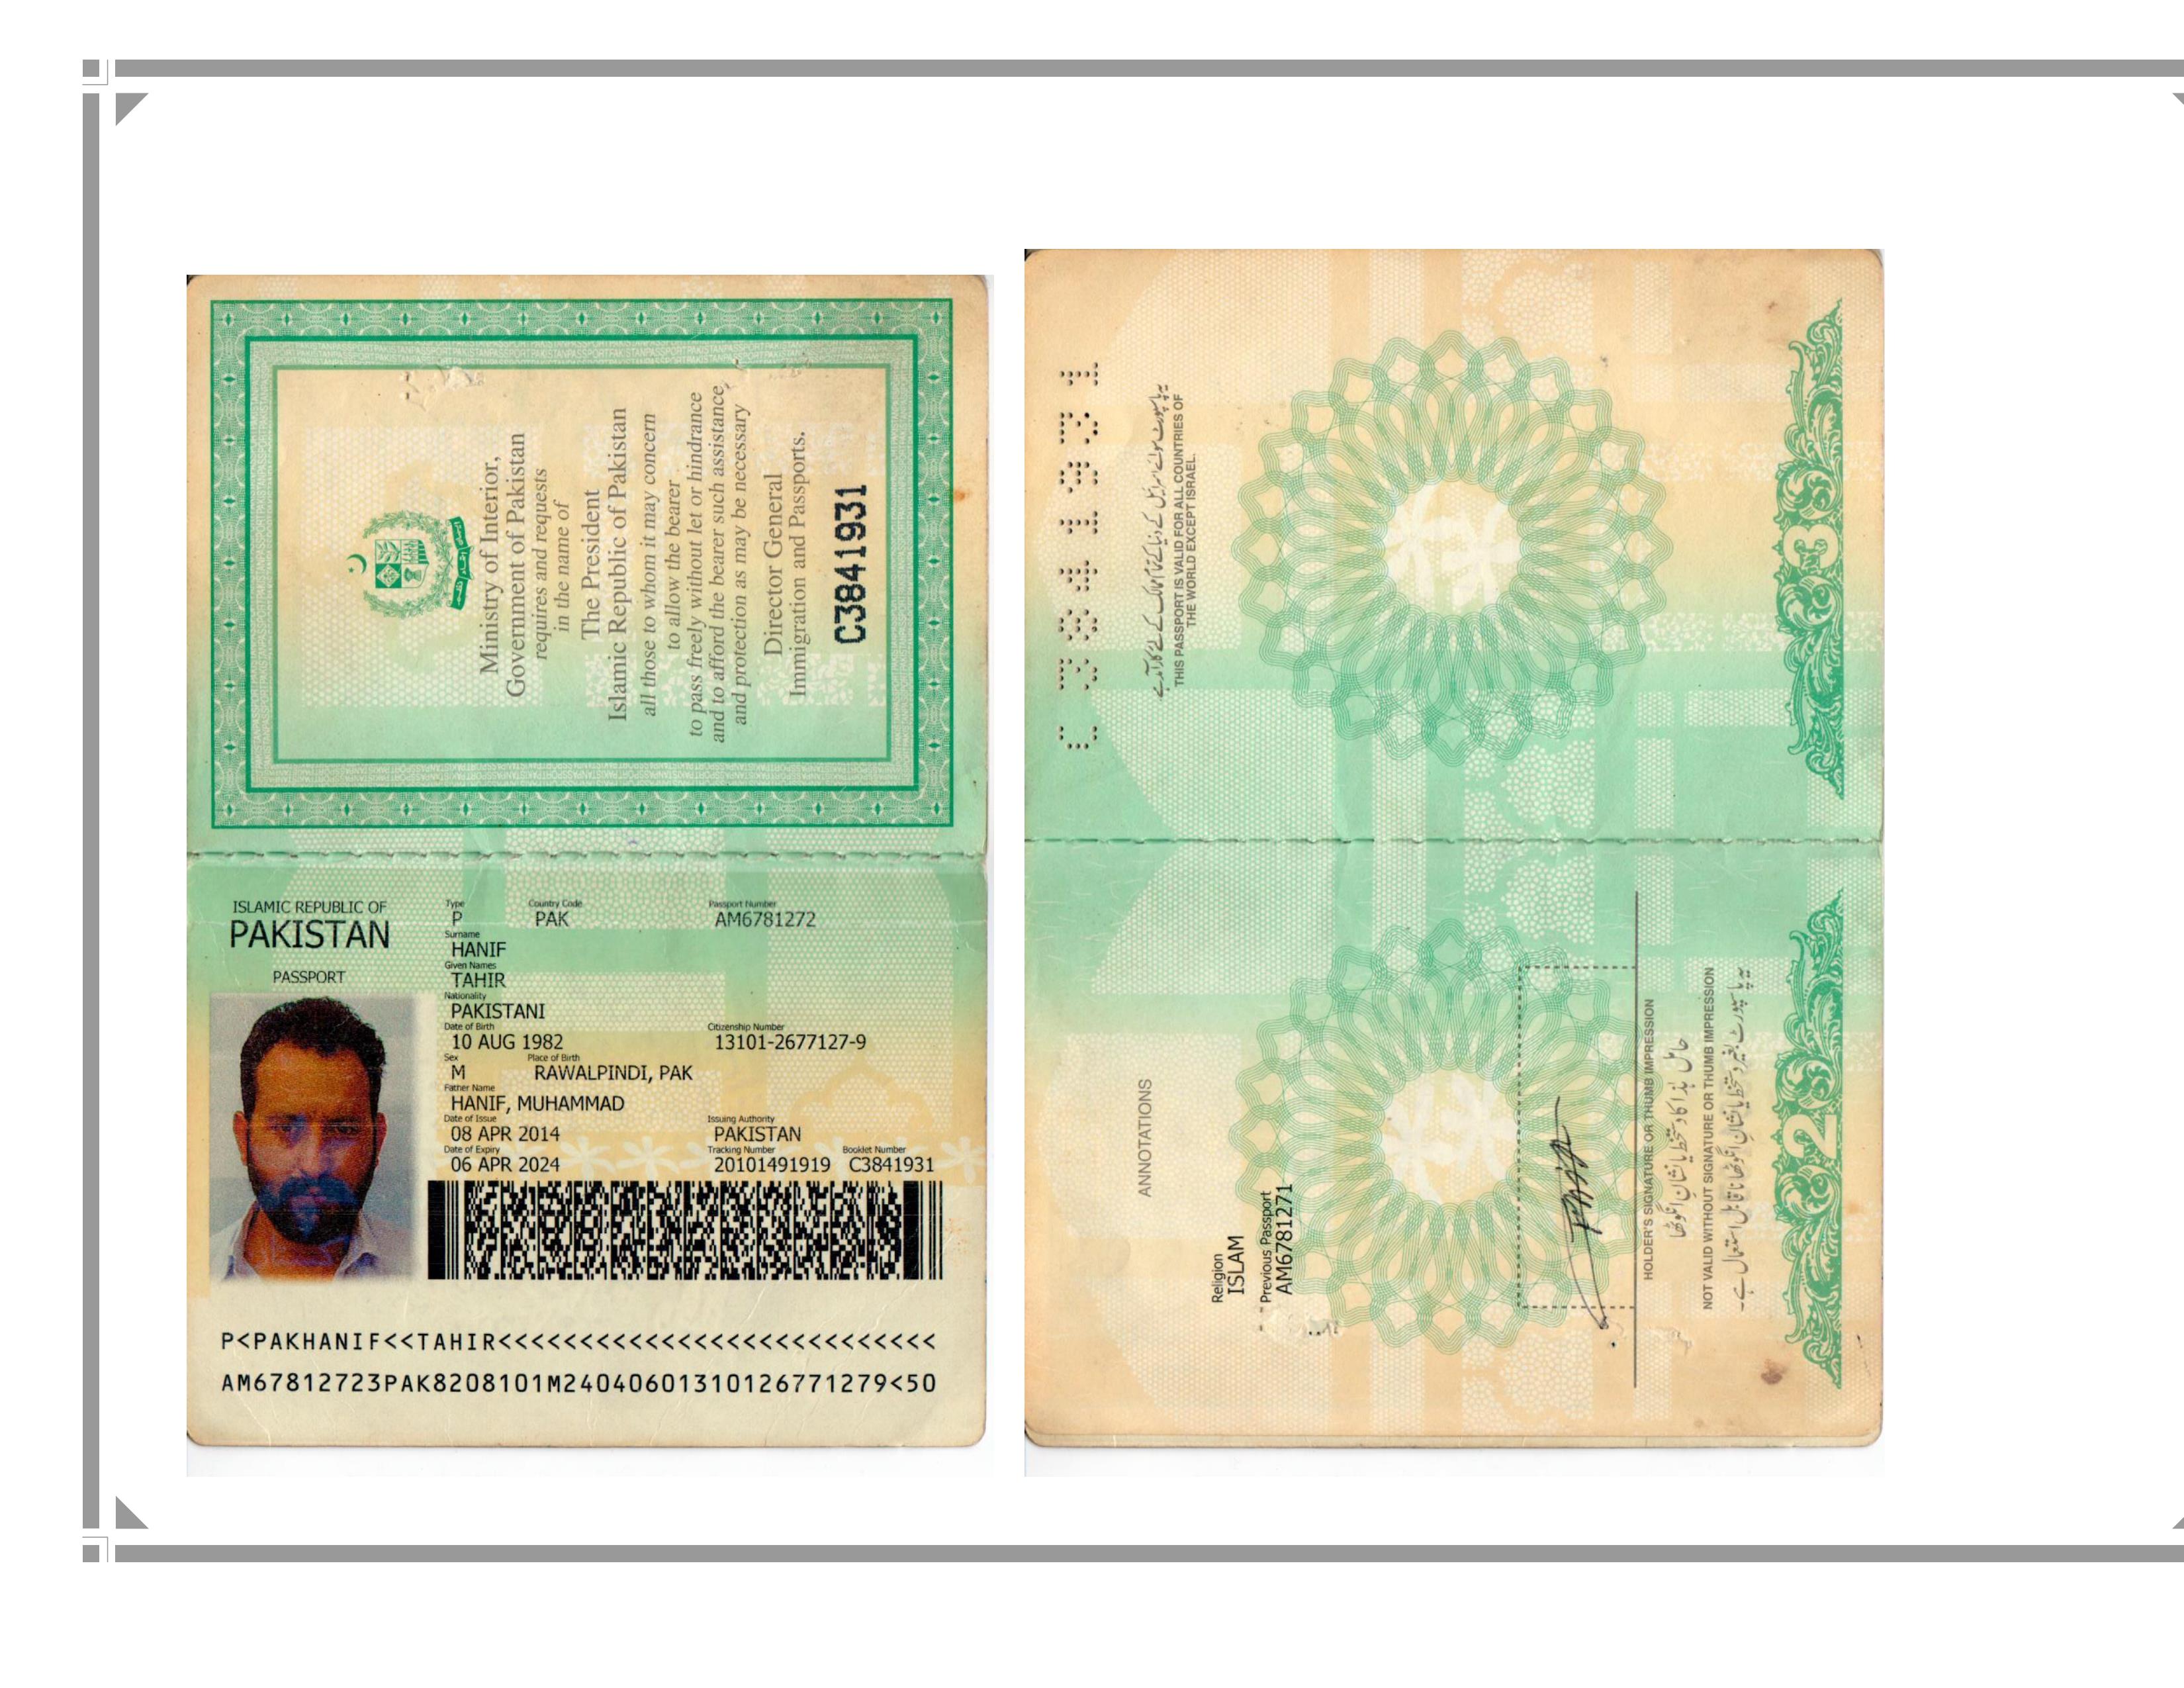 Ministry of Interior,
Government of Pakistan
requires and requests
in the name of
The President
Islamic Republic of Pakistan
all those to whom it may concern
to allow the bearer
to pass freely without let or hindrance
and to afford the bearer such assistance
and protection as may be necessary
Director General
Immigration and Passports.
C3841931
ISLAMIC REPUBLIC OF
PAKISTAN
PASSPORT
Type Country Code Passport Number
P PAK AM6781272
Surname
HANIF
Given Names
TAHIR
Nationality
PAKISTANI
Date of Birth Citizenship Number
10 AUG 1982 13101-2677127-9
Sex Place of Birth
M RAWALPINDI, PAK
Father Name
HANIF, MUHAMMAD
Date of Issue Issuing Authority
08 APR 2014 PAKISTAN
Date of Expiry Tracking Number Booklet Number
06 APR 2024 20101491919 C3841931
P<PAKHANIF<<TAHIR<<<<<<<<<<<<<<<<<<<<<<<<<<<
AM67812723PAK8208101M24040601310126771279<50
C3841931
یہ پاسپورٹ سوائے اسرائیل کے دنیا کے تمام ممالک کے لئے کارآمد ہے
THIS PASSPORT IS VALID FOR ALL COUNTRIES OF
THE WORLD EXCEPT ISRAEL.
3
ANNOTATIONS
Religion
ISLAM
Previous Passport
AM6781271
HOLDER'S SIGNATURE OR THUMB IMPRESSION
حامل ہٰذا کا دستخط یا نشان انگوٹھا
NOT VALID WITHOUT SIGNATURE OR THUMB IMPRESSION
یہ پاسپورٹ بغیر دستخط یا نشان انگوٹھا ناقابل استعمال ہے۔
2